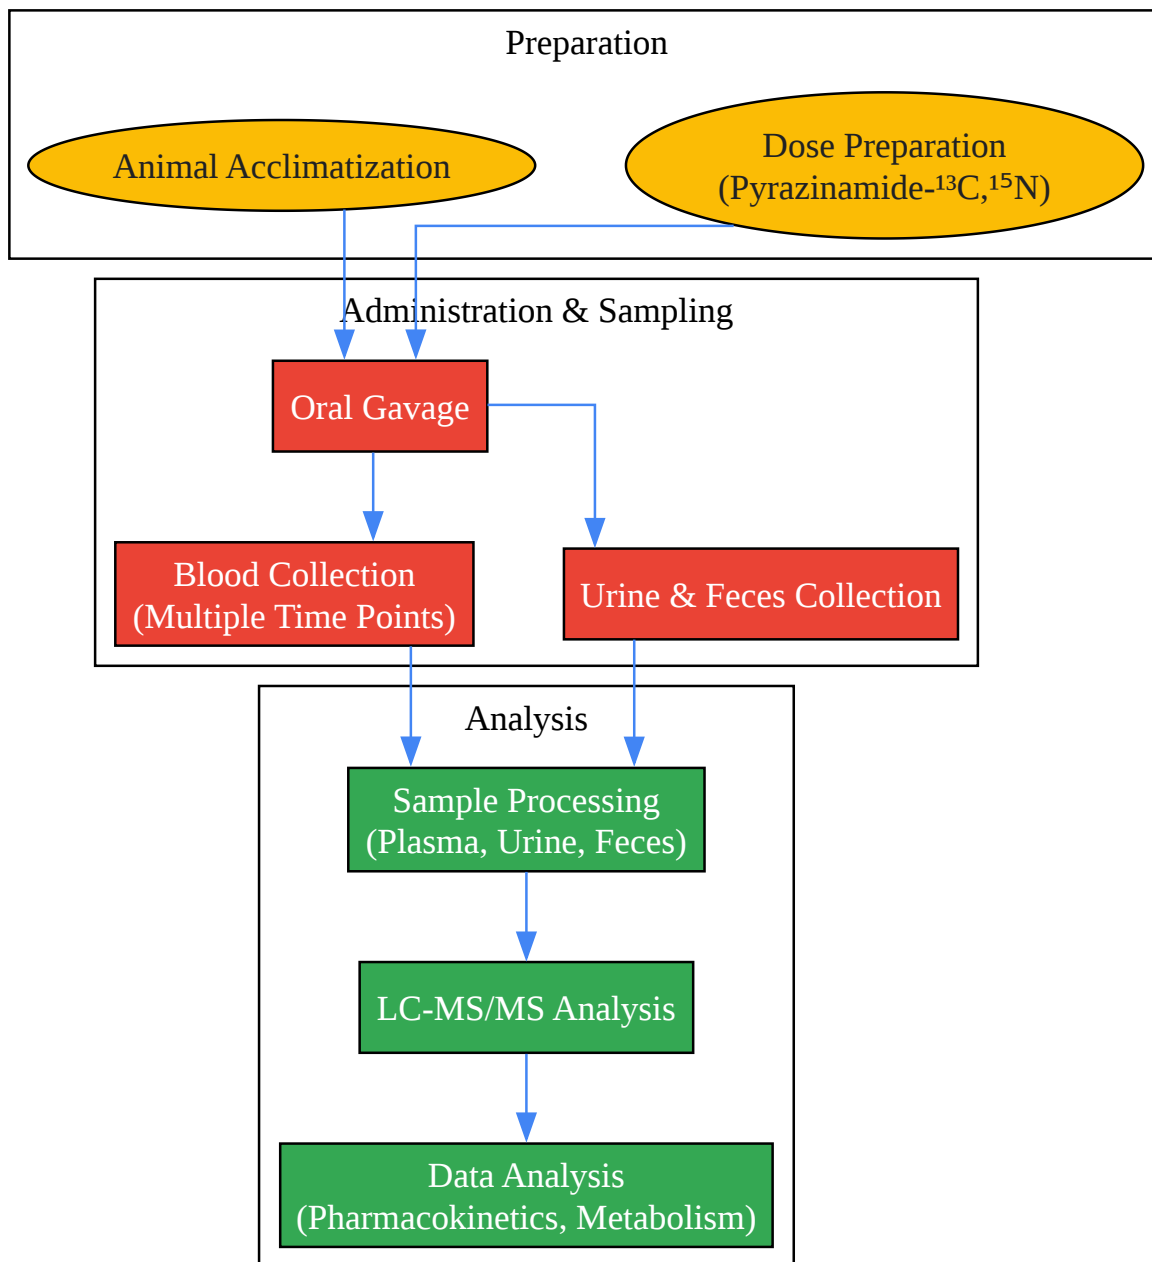 Preparation
Animal Acclimatization
Dose Preparation
(Pyrazinamide-¹³C,¹⁵N)
Administration & Sampling
Oral Gavage
Blood Collection
(Multiple Time Points)
Urine & Feces Collection
Analysis
Sample Processing
(Plasma, Urine, Feces)
LC-MS/MS Analysis
Data Analysis
(Pharmacokinetics, Metabolism)